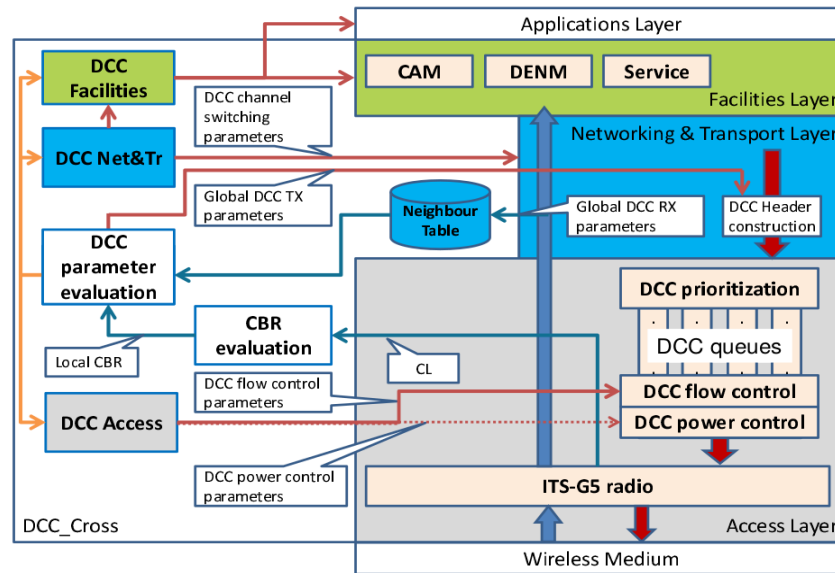 Applications Layer
DCC
Facilities
CAM
DENM
Service
Facilities Layer
DCC channel
switching
parameters
Networking & Transport Layer
DCC Net&Tr
Global DCC TX
parameters
Neighbour
Table
Global DCC RX
parameters
DCC Header
construction
DCC
parameter
evaluation
DCC prioritization
CBR
evaluation
DCC queues
Local CBR
CL
DCC flow control
parameters
DCC flow control
DCC Access
DCC power control
DCC power control
parameters
ITS-G5 radio
DCC_Cross
Access Layer
Wireless Medium